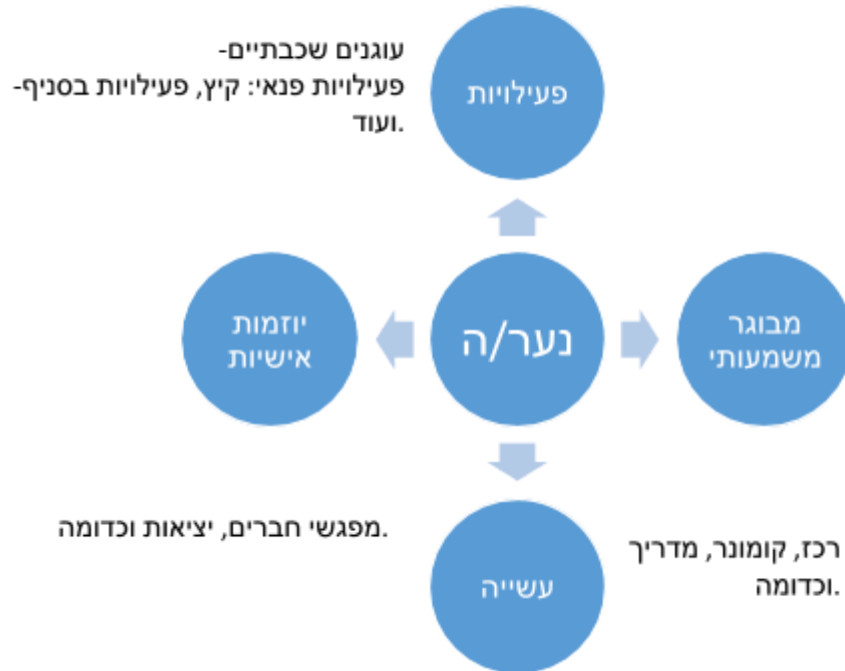 עוגנים שכבתיים-
פעילויות פנאי: קיץ, פעילויות בסניף-
ועוד.
פעילויות
יוזמות
אישיות
נער/ה
מבוגר
משמעותי
מפגשי חברים, יציאות וכדומה.
עשייה
רכז, קומונר, מדריך
וכדומה.